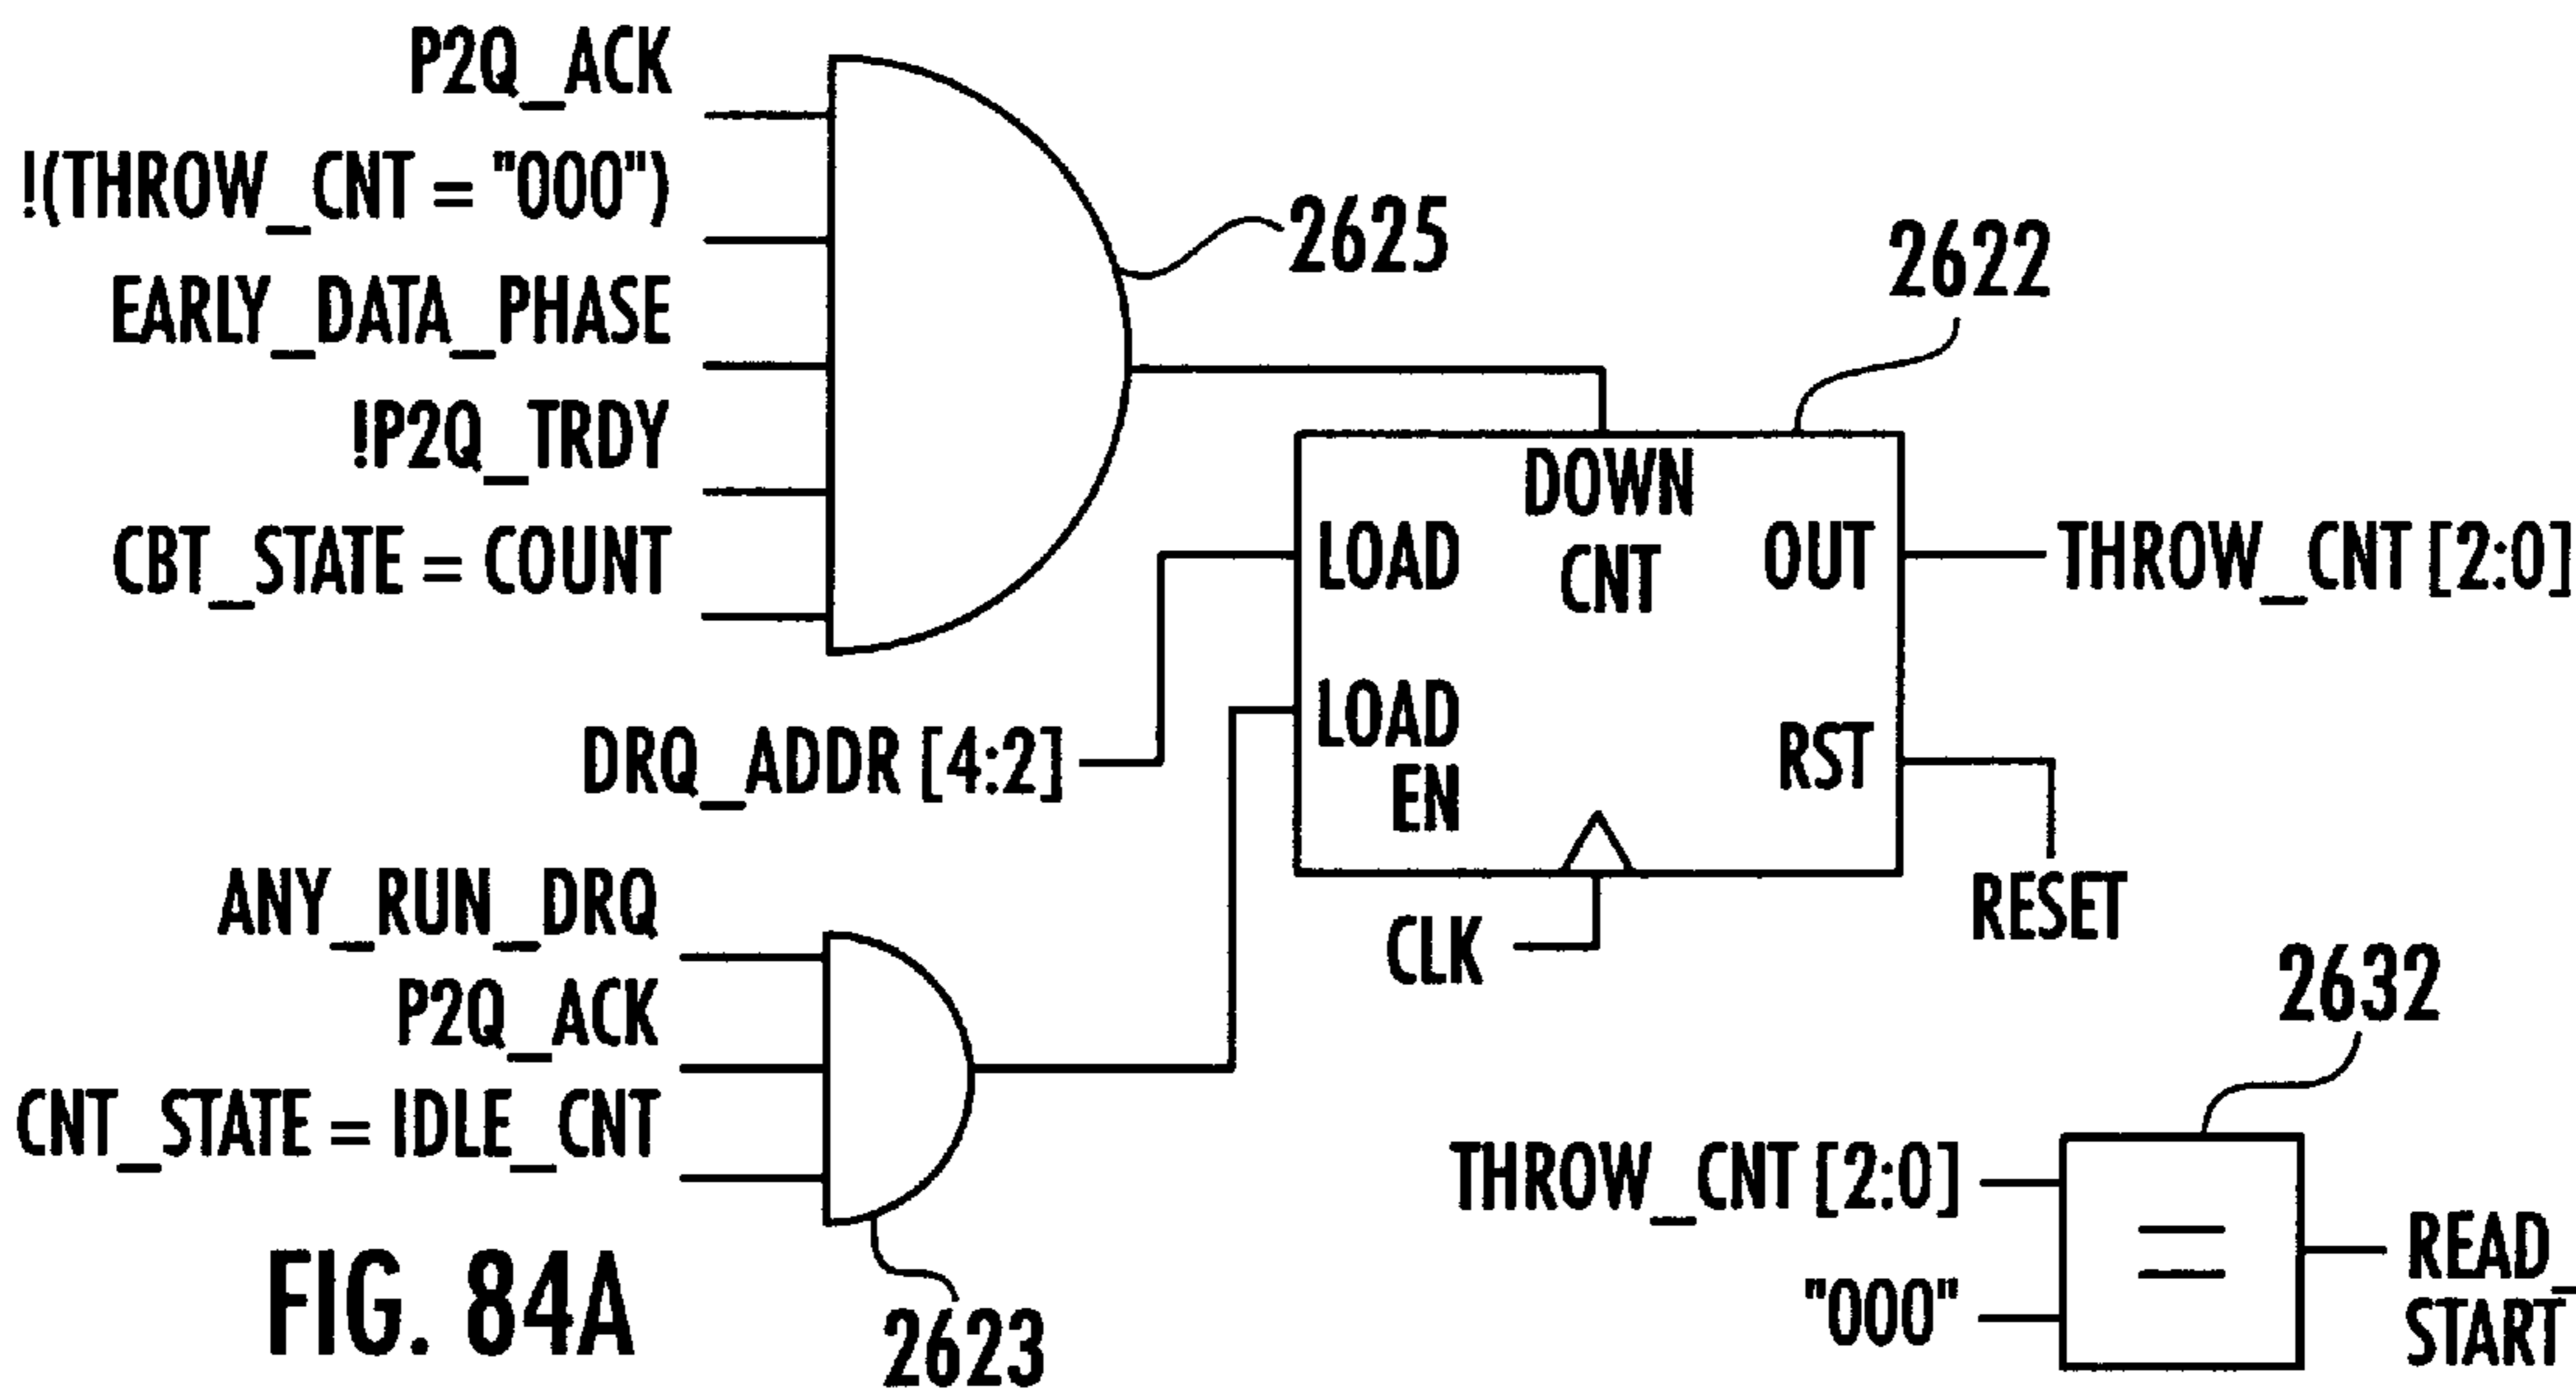 P2Q_ACK
!(THROW_CNT = "000")
EARLY_DATA_PHASE
!P2Q_TRDY
CBT_STATE = COUNT
2625
2622
DOWN
CNT
LOAD
OUT
THROW_CNT [2:0]
LOAD
EN
RST
DRQ_ADDR [4:2]
CLK
RESET
ANY_RUN_DRQ
P2Q_ACK
CNT_STATE = IDLE_CNT
2623
2632
THROW_CNT [2:0]
"000"
=
READ_
START
FIG. 84A